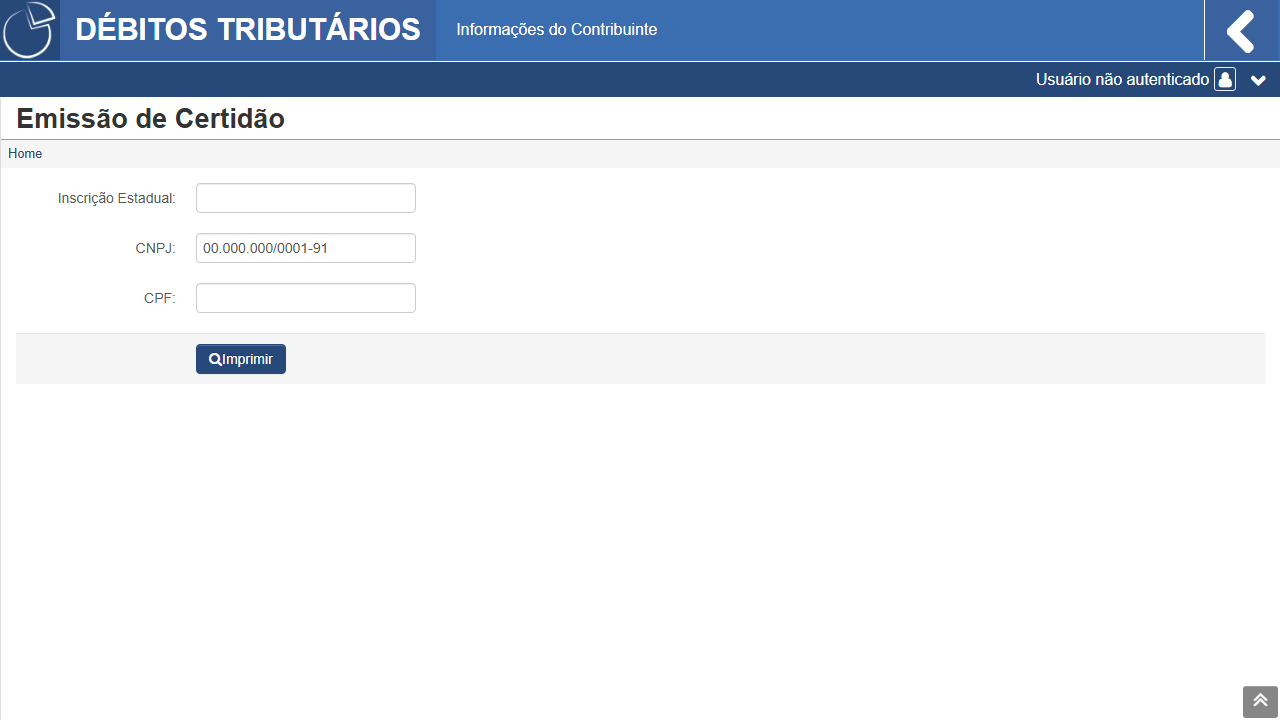 DÉBITOS TRIBUTÁRIOS
Informações do Contribuinte
Usuário não autenticado
Emissão de Certidão
Home
Inscrição Estadual:
CNPJ: 00.000.000/0001-91
CPF:
Imprimir